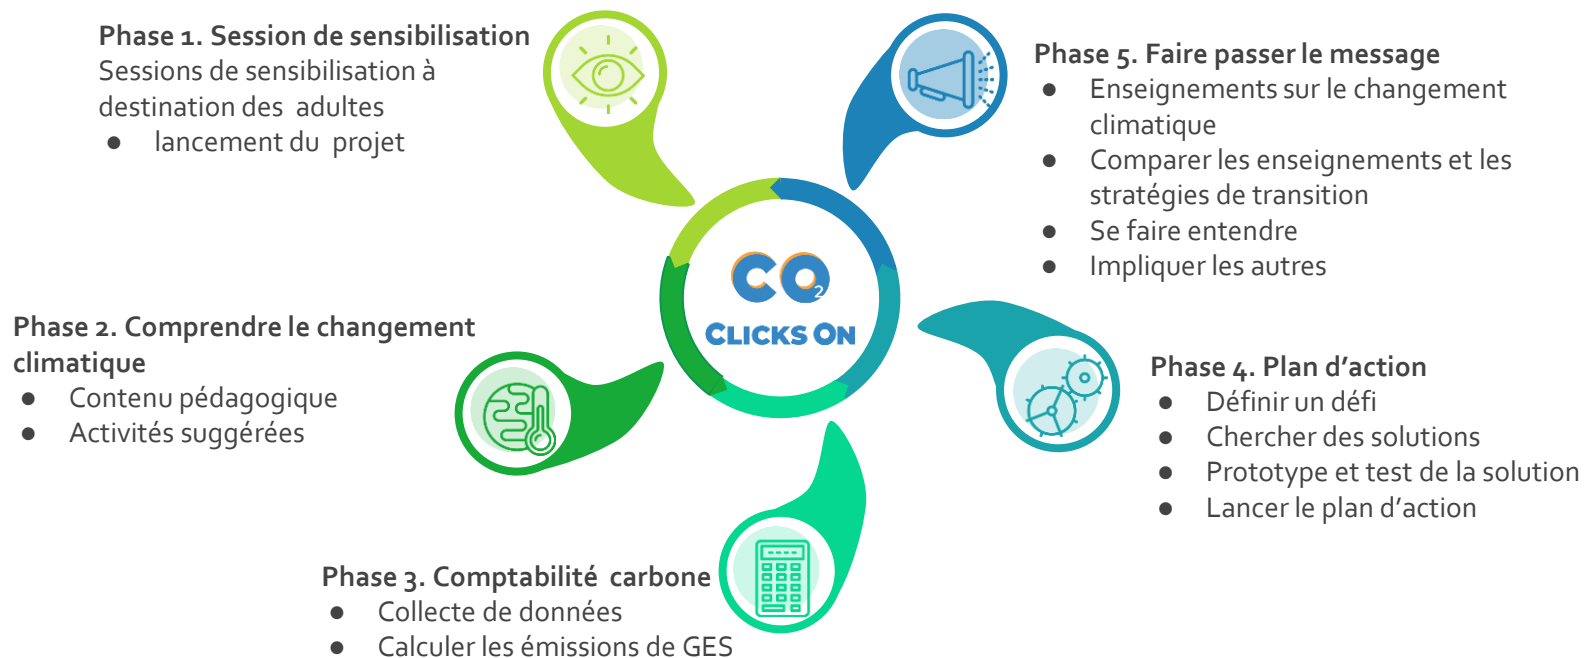 Phase 1. Session de sensibilisation
Sessions de sensibilisation à
destination des adultes
● lancement du projet
Phase 2. Comprendre le changement
climatique
● Contenu pédagogique
● Activités suggérées
Phase 3. Comptabilité carbone
● Collecte de données
● Calculer les émissions de GES
Phase 4. Plan d’action
● Définir un défi
● Chercher des solutions
● Prototype et test de la solution
● Lancer le plan d’action
Phase 5. Faire passer le message
● Enseignements sur le changement
climatique
● Comparer les enseignements et les
stratégies de transition
● Se faire entendre
● Impliquer les autres
CO2
CLICKS ON